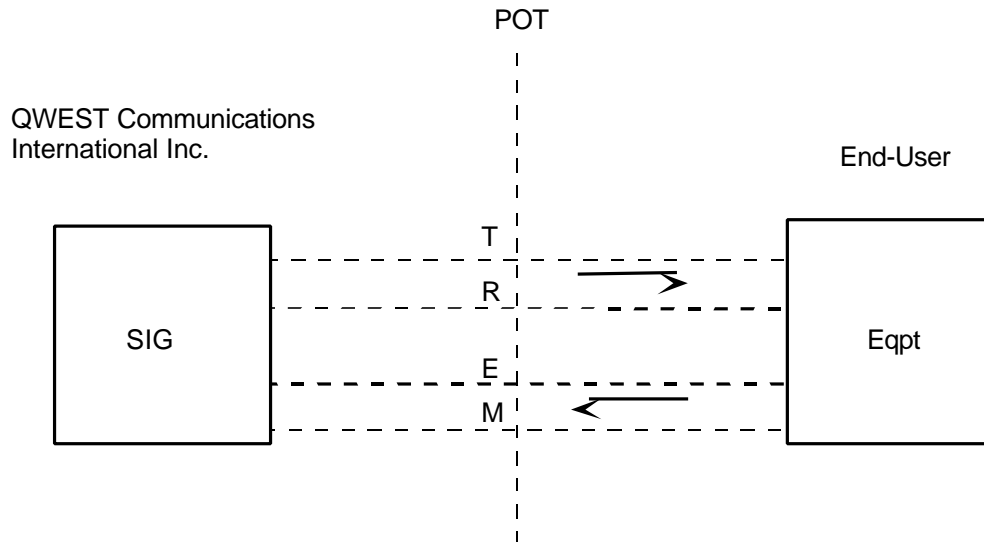 POT
QWEST Communications
International Inc.
End-User
T
R
SIG
Eqpt
E
M